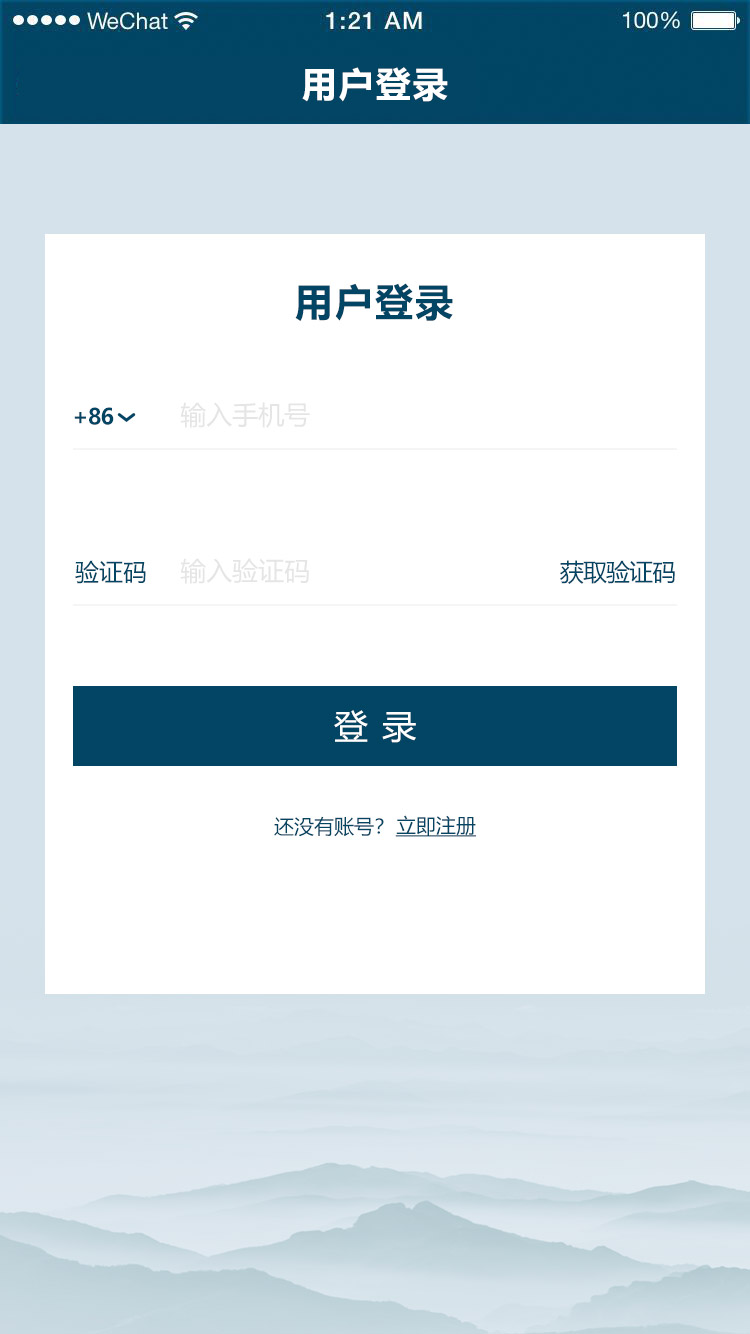 WeChat 1:21 AM 100%
用户登录
用户登录
+86 输入手机号
验证码 输入验证码 获取验证码
登 录
还没有账号？立即注册